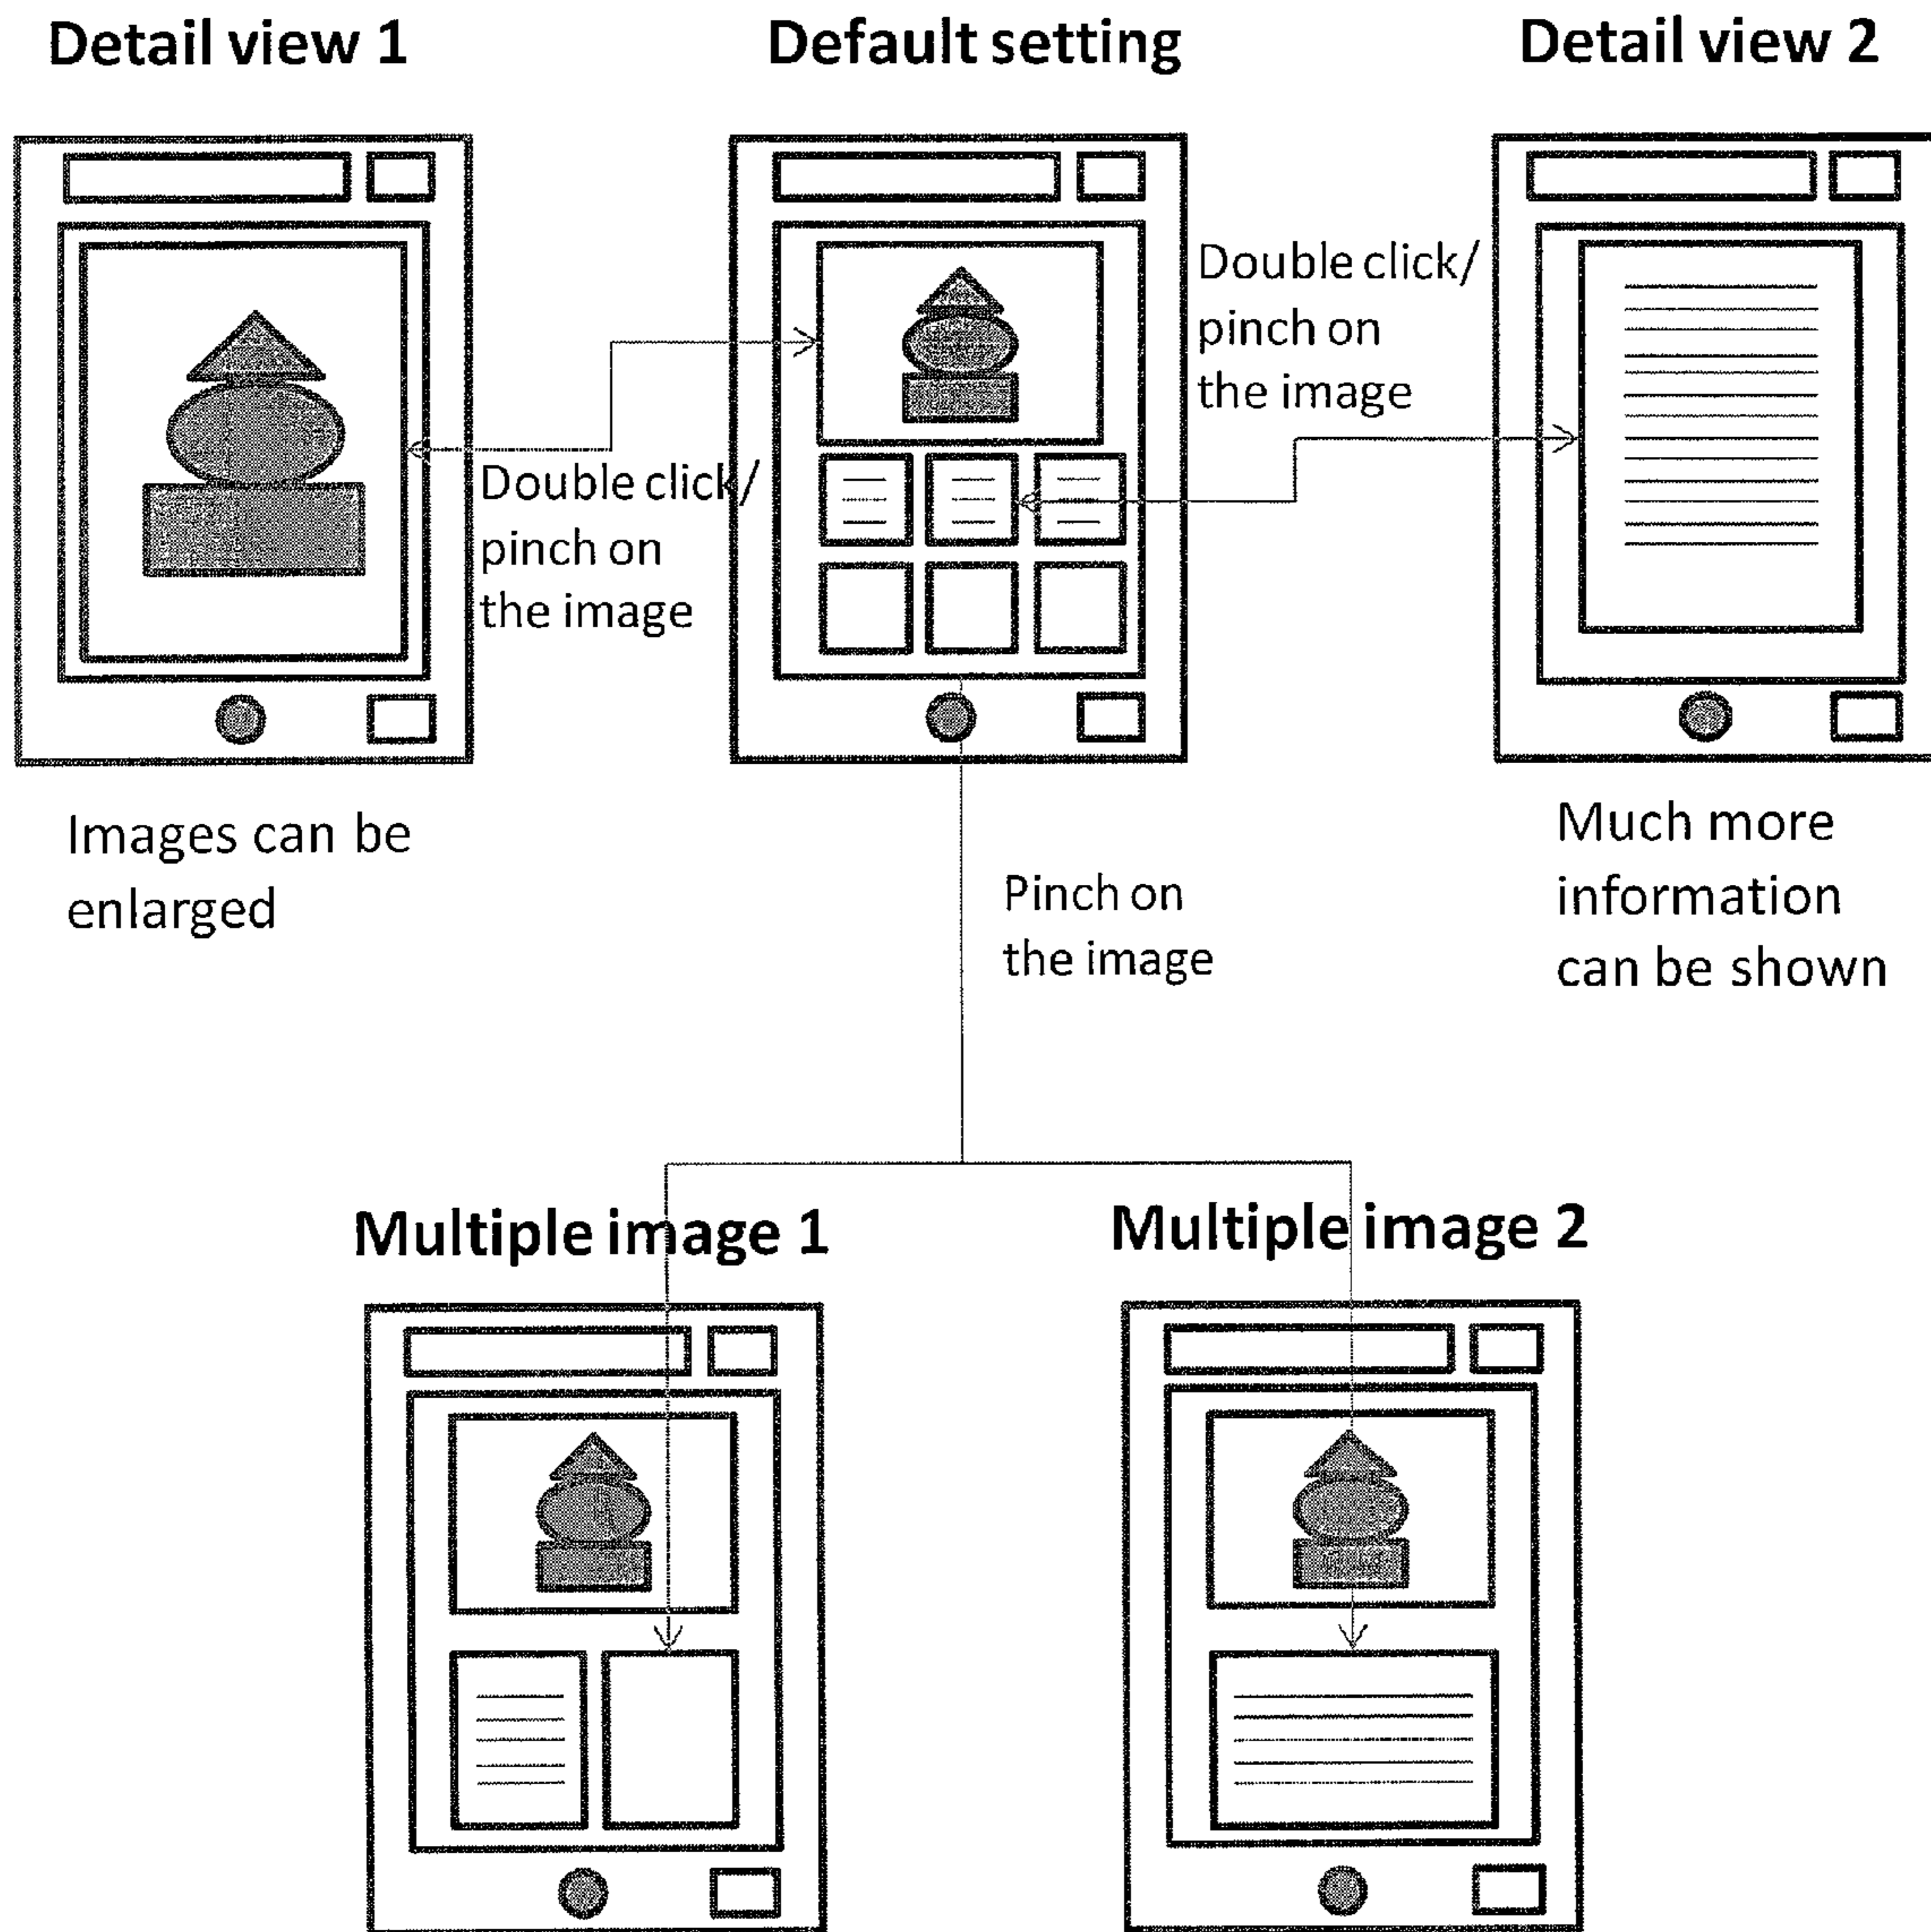 Detail view 1
Default setting
Detail view 2
Double click/
pinch on
the image
Double click/
pinch on
the image
Images can be
enlarged
Much more
information
can be shown
Pinch on
the image
Multiple image 1
Multiple image 2